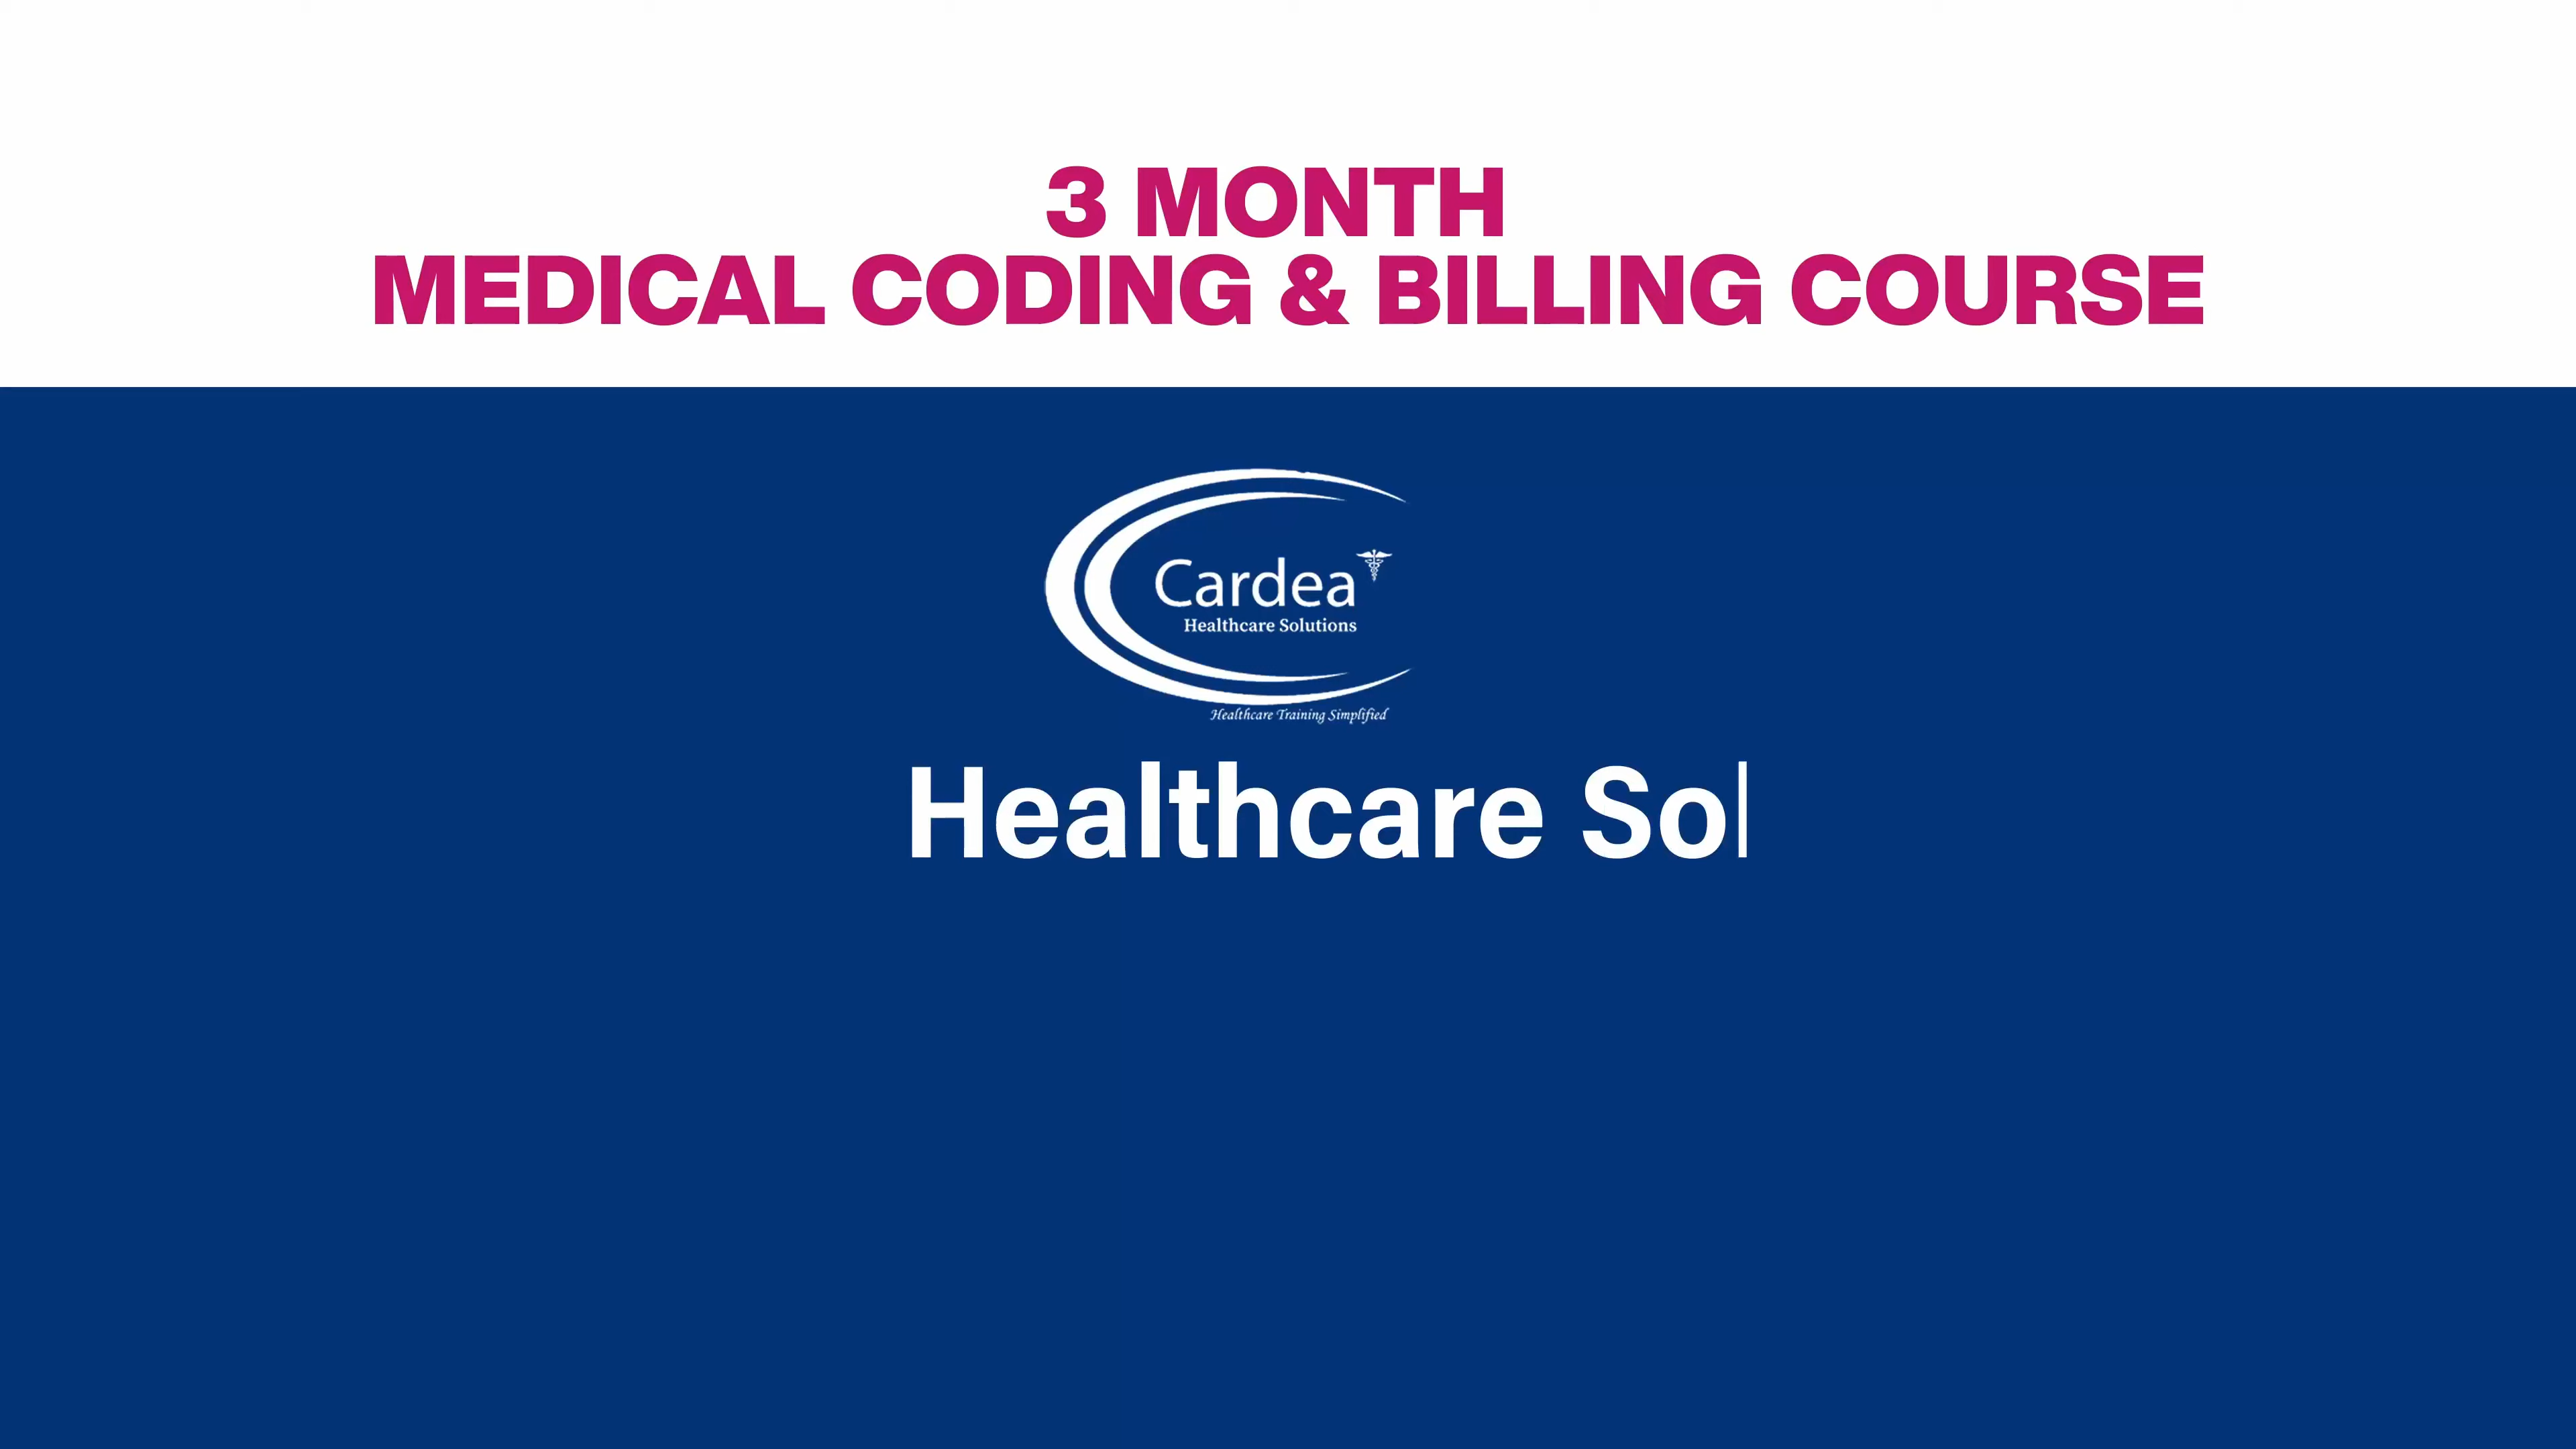 3 MONTH
MEDICAL CODING & BILLING COURSE
Cardea
Healthcare Solutions
Healthcare Training Simplified
Healthcare Sol